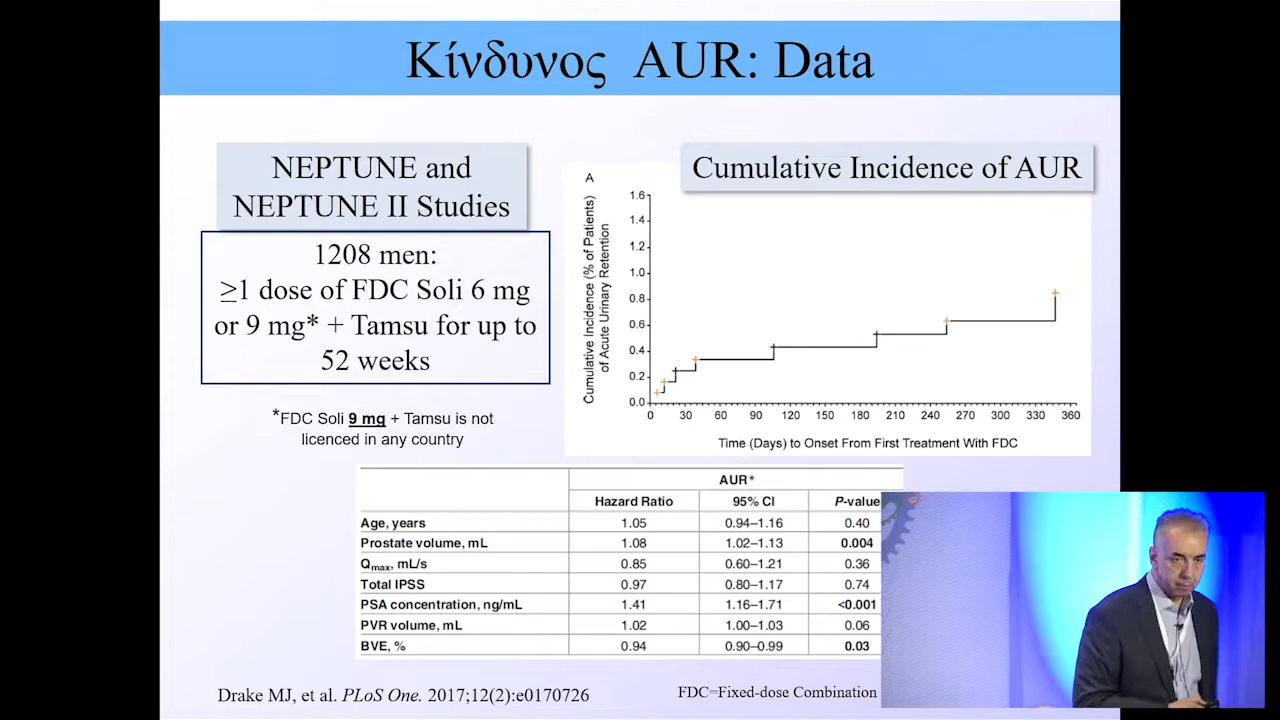 Κίνδυνος AUR: Data
NEPTUNE and
NEPTUNE II Studies
1208 men:
≥1 dose of FDC Soli 6 mg
or 9 mg* + Tamsu for up to
52 weeks
*FDC Soli 9 mg + Tamsu is not
licenced in any country
Cumulative Incidence of AUR
A
Cumulative Incidence (% of Patients)
of Acute Urinary Retention
1.6
1.4
1.2
1.0
0.8
0.6
0.4
0.2
0.0
0 30 60 90 120 150 180 210 240 270 300 330 360
Time (Days) to Onset From First Treatment With FDC
AUR*
Hazard Ratio 95% CI P-value
Age, years 1.05 0.94–1.16 0.40
Prostate volume, mL 1.08 1.02–1.13 0.004
Qmax, mL/s 0.85 0.60–1.21 0.36
Total IPSS 0.97 0.80–1.17 0.74
PSA concentration, ng/mL 1.41 1.16–1.71 <0.001
PVR volume, mL 1.02 1.00–1.03 0.06
BVE, % 0.94 0.90–0.99 0.03
Drake MJ, et al. PLoS One. 2017;12(2):e0170726
FDC=Fixed-dose Combination